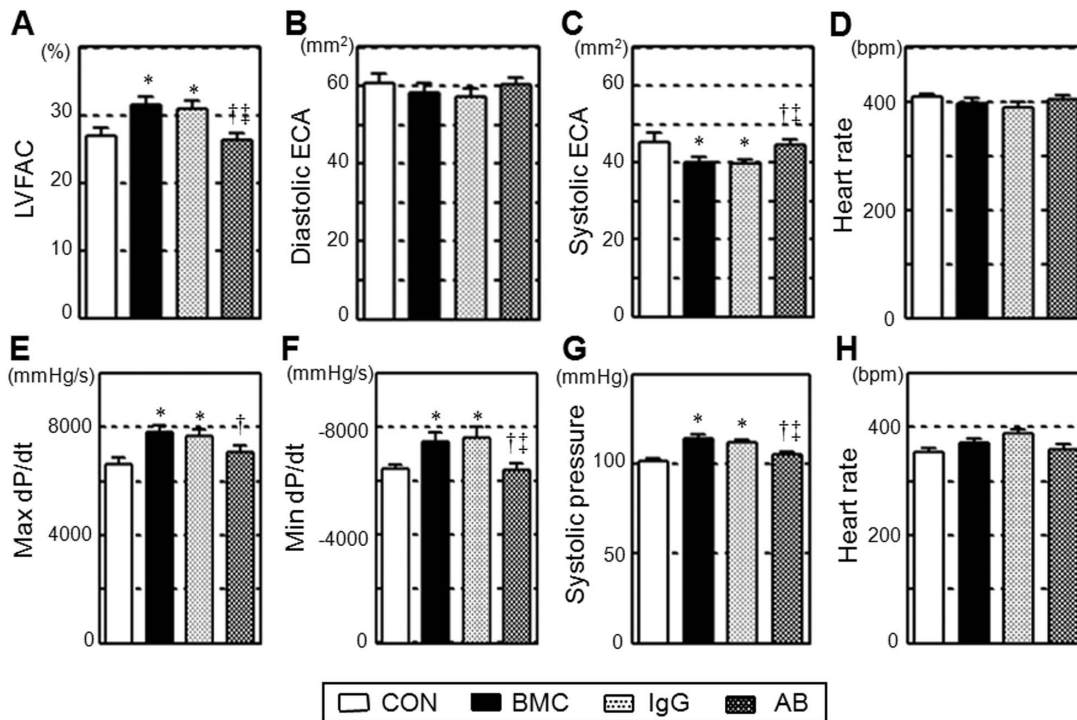 A
(%)
LVFAC
30
20
10
0
* * †‡
B
(mm²)
Diastolic ECA
60
40
20
0
C
(mm²)
Systolic ECA
60
40
20
0
* * †‡
D
(bpm)
Heart rate
400
200
0
E
(mmHg/s)
Max dP/dt
8000
4000
0
* * †
F
(mmHg/s)
Min dP/dt
-8000
-4000
0
* * †‡
G
(mmHg)
Systolic pressure
100
50
0
* * †‡
H
(bpm)
Heart rate
400
200
0
CON BMC IgG AB